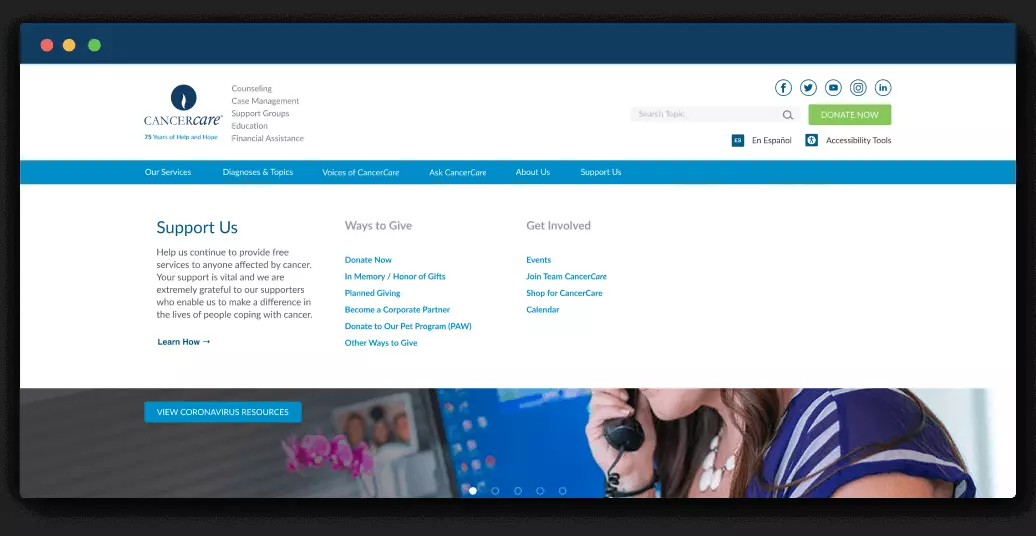 CANCERcare®
75 Years of Help and Hope
Counseling
Case Management
Support Groups
Education
Financial Assistance
f
in
Search Topic
DONATE NOW
ES
En Español
Accessibility Tools
Our Services
Diagnoses & Topics
Voices of CancerCare
Ask CancerCare
About Us
Support Us
Support Us
Help us continue to provide free
services to anyone affected by cancer.
Your support is vital and we are
extremely grateful to our supporters
who enable us to make a difference in
the lives of people coping with cancer.
Learn How →
Ways to Give
Donate Now
In Memory / Honor of Gifts
Planned Giving
Become a Corporate Partner
Donate to Our Pet Program (PAW)
Other Ways to Give
Get Involved
Events
Join Team CancerCare
Shop for CancerCare
Calendar
VIEW CORONAVIRUS RESOURCES